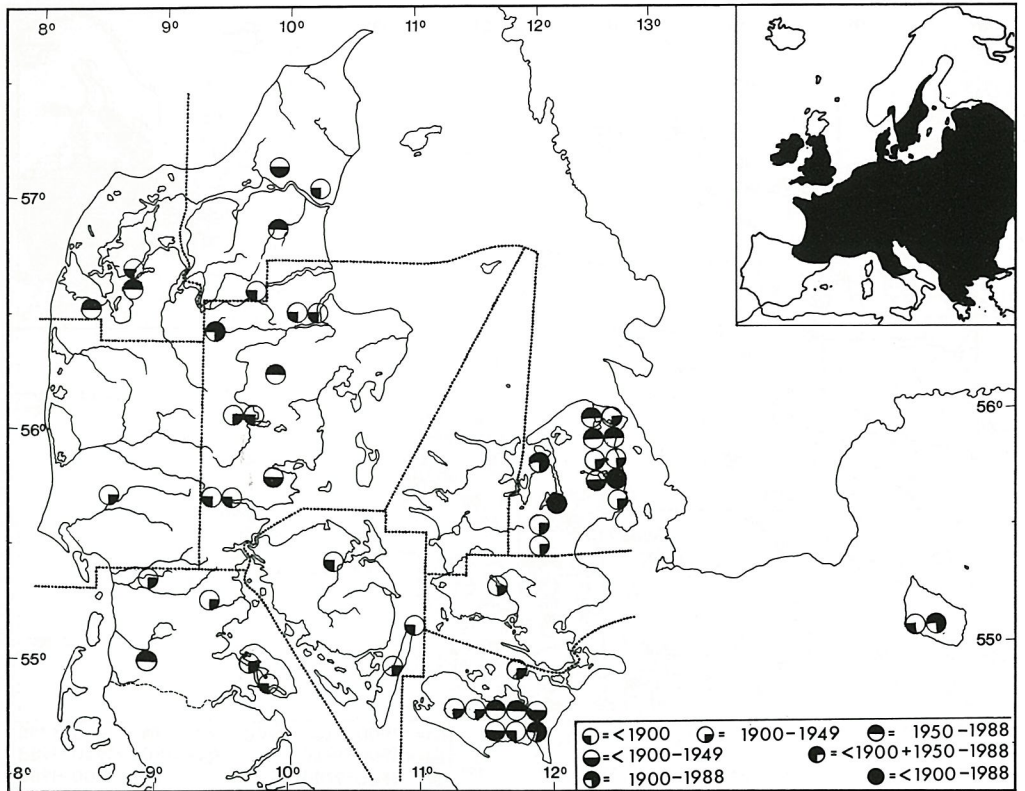 8° 9° 10° 11° 12° 13°
58°
57°
56° 56°
55° 55°
8° 9° 10° 11° 12°
= <1900 = 1900-1949 = 1950-1988
= <1900-1949 = <1900+1950-1988
= 1900-1988 = <1900-1988